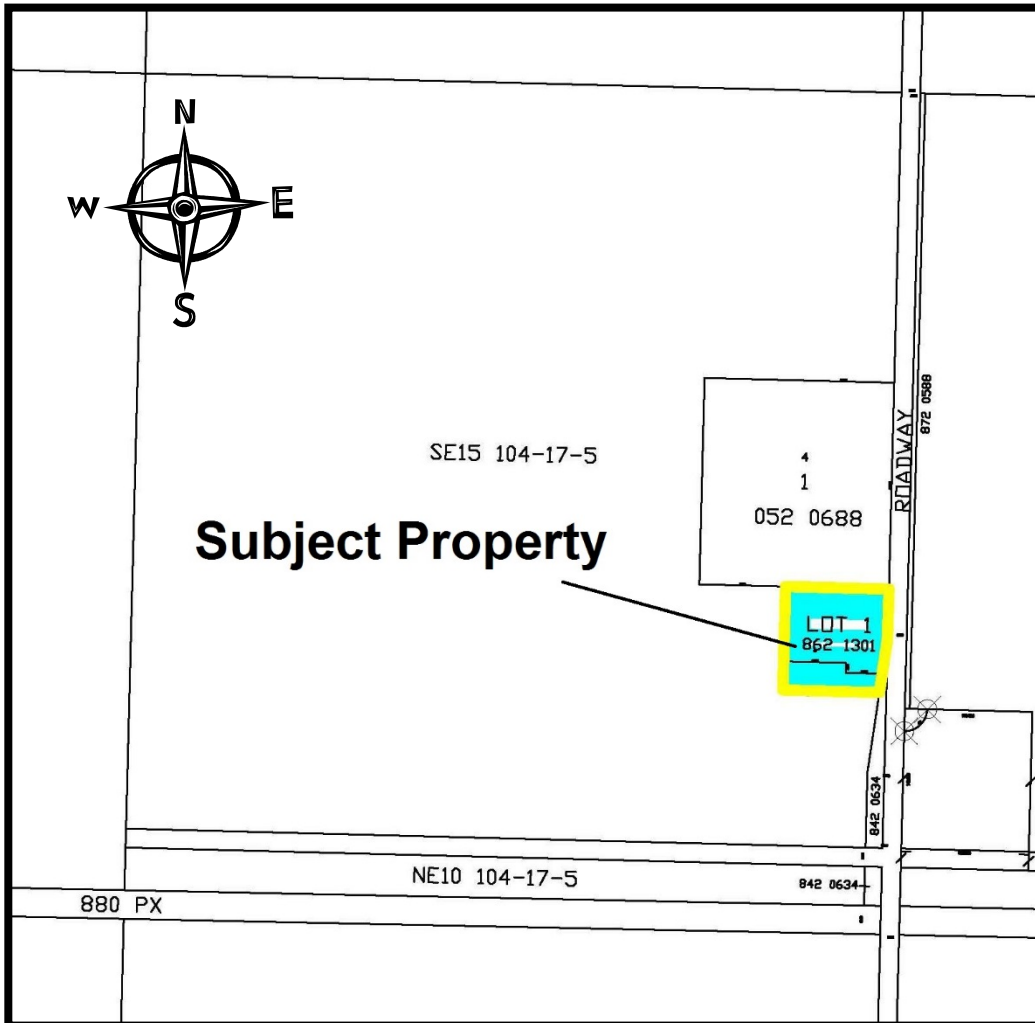 N
W
E
S
872 0588
ROADWAY
SE15 104-17-5
4
1
052 0688
Subject Property
LOT 1
862 1301
842 0634
NE10 104-17-5
842 0634
880 PX